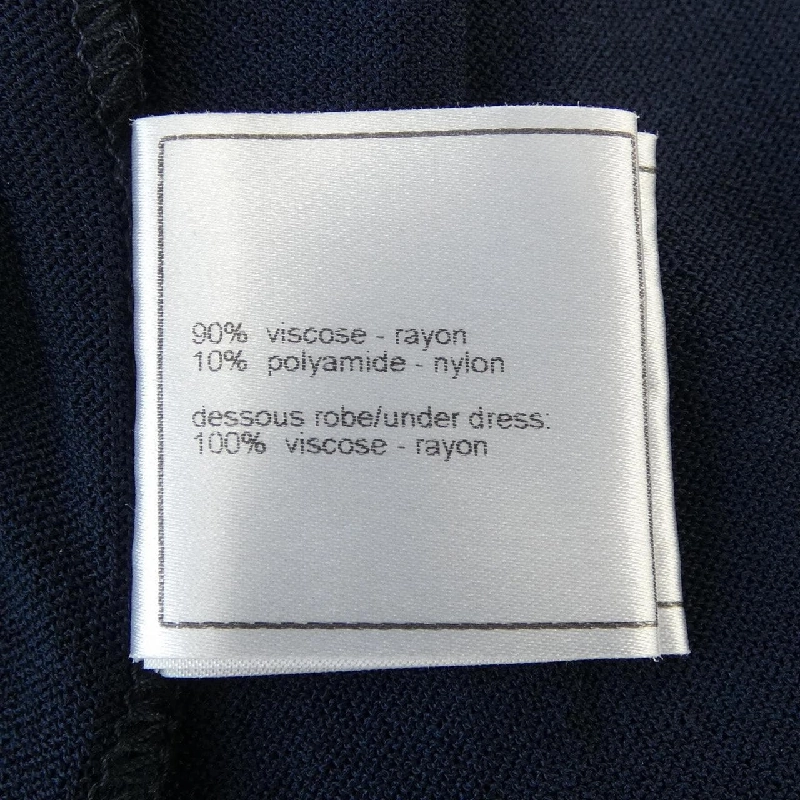 90% viscose - rayon
10% polyamide - nylon
dessous robe/under dress:
100% viscose - rayon